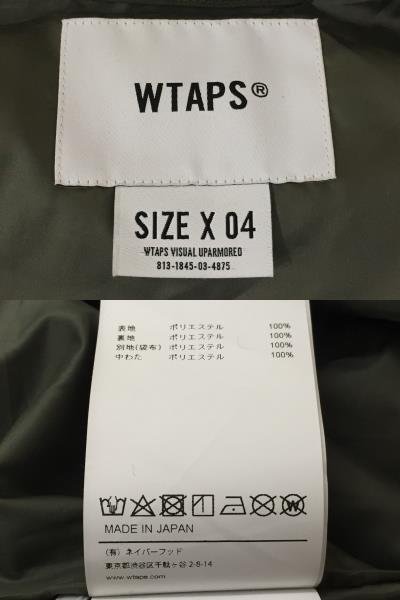 WTAPS®
SIZE X 04
WTAPS VISUAL UPARMORED
813-1845-03-4875
表地 ポリエステル 100%
裏地 ポリエステル 100%
別地(袋布) ポリエステル 100%
中わた ポリエステル 100%
MADE IN JAPAN
(有) ネイバーフッド
東京都渋谷区千駄ヶ谷 2-8-14
www.wtaps.com